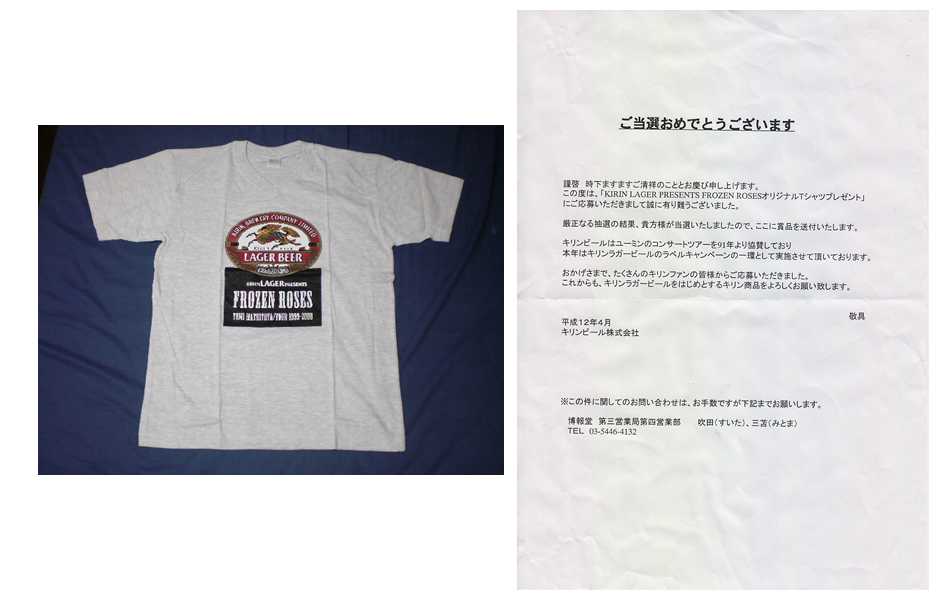 KIRIN BREWERY COMPANY LIMITED
LAGER BEER
KIRIN LAGER PRESENTS
FROZEN ROSES
YUMI MATSUTOYA TOUR 1999-2000
ご当選おめでとうございます
謹啓 時下ますますご清祥のこととお慶び申し上げます。
この度は、「KIRIN LAGER PRESENTS FROZEN ROSESオリジナルTシャツプレゼント」
にご応募いただきまして誠に有り難うございました。
厳正なる抽選の結果、貴方様が当選いたしましたので、ここに賞品を送付いたします。
キリンビールはユーミンのコンサートツアーを91年より協賛しており
本年はキリンラガービールのラベルキャンペーンの一環として実施させて頂いております。
おかげさまで、たくさんのキリンファンの皆様からご応募いただきました。
これからも、キリンラガービールをはじめとするキリン商品をよろしくお願い致します。
敬具
平成12年4月
キリンビール株式会社
※この件に関してのお問い合わせは、お手数ですが下記までお願いします。
博報堂 第三営業局第四営業部 吹田(すいた)、三苫(みとま)
TEL 03-5446-4132